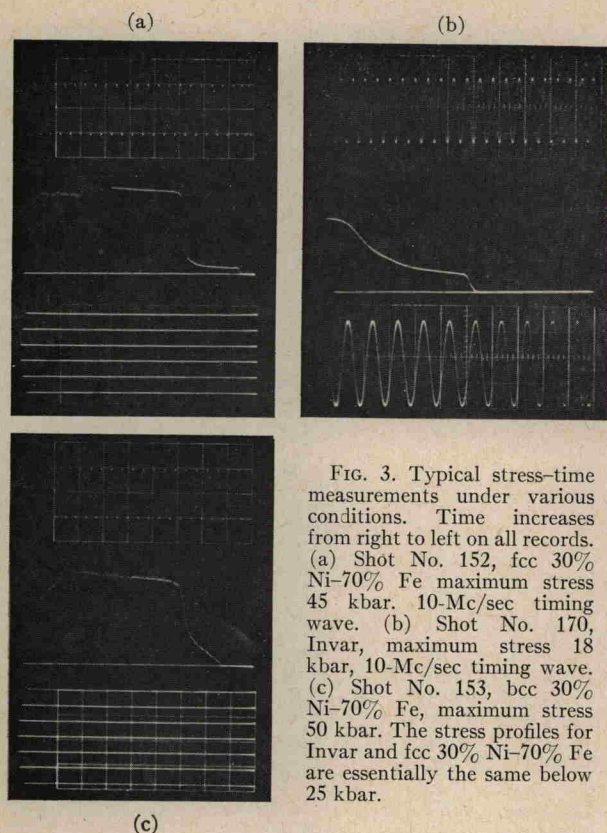 (a)
(b)
FIG. 3. Typical stress–time
measurements under various
conditions. Time increases
from right to left on all records.
(a) Shot No. 152, fcc 30%
Ni–70% Fe maximum stress
45 kbar. 10-Mc/sec timing
wave. (b) Shot No. 170,
Invar, maximum stress 18
kbar, 10-Mc/sec timing wave.
(c) Shot No. 153, bcc 30%
Ni–70% Fe, maximum stress
50 kbar. The stress profiles for
Invar and fcc 30% Ni–70% Fe
are essentially the same below
25 kbar.
(c)